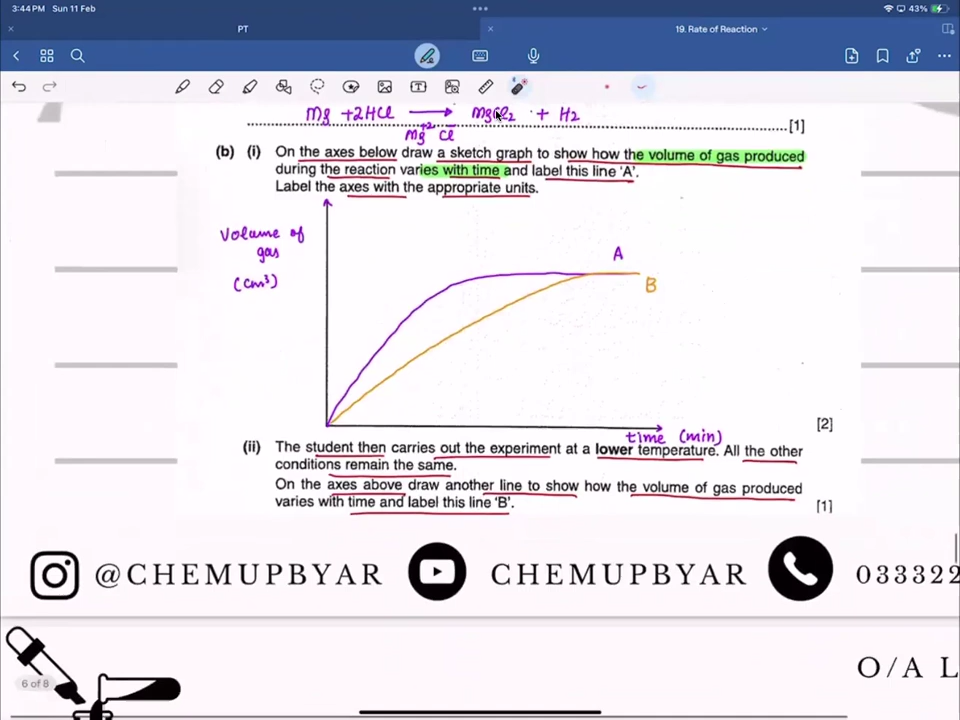 3:44 PM Sun 11 Feb
43%
PT
19. Rate of Reaction
Mg + 2HCl ⟶ MgCl₂ + H₂
Mg⁺² Cl⁻
[1]
(b) (i) On the axes below draw a sketch graph to show how the volume of gas produced
during the reaction varies with time and label this line ‘A’.
Label the axes with the appropriate units.
Volume of
gas
(cm³)
A
B
time (min)
[2]
(ii) The student then carries out the experiment at a lower temperature. All the other
conditions remain the same.
On the axes above draw another line to show how the volume of gas produced
varies with time and label this line ‘B’.
[1]
@CHEMUPBYAR
CHEMUPBYAR
033322
6 of 8
O/A L